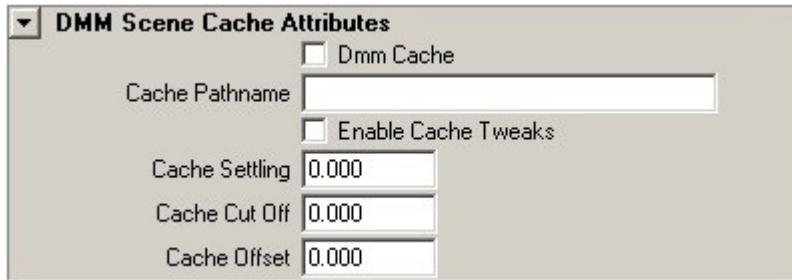 DMM Scene Cache Attributes
Dmm Cache
Cache Pathname
Enable Cache Tweaks
Cache Settling 0.000
Cache Cut Off 0.000
Cache Offset 0.000